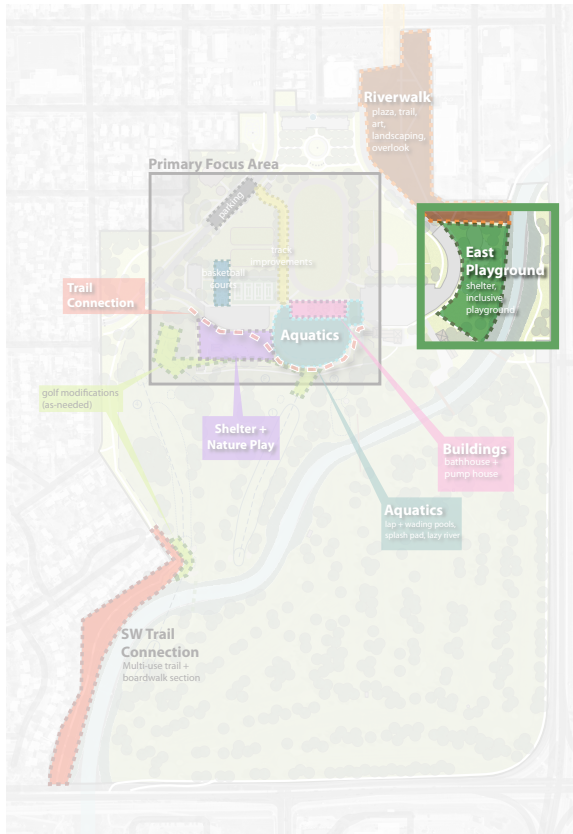 Riverwalk
plaza, trail,
art,
landscaping,
overlook
Primary Focus Area
parking
track
improvements
basketball
court
East
Playground
shelter,
inclusive
playground
Trail
Connection
Aquatics
golf modifications
(as-needed)
Shelter +
Nature Play
Buildings
bathhouse +
pump house
Aquatics
lap + wading pools,
splash pad, lazy river
SW Trail
Connection
Multi-use trail +
boardwalk section